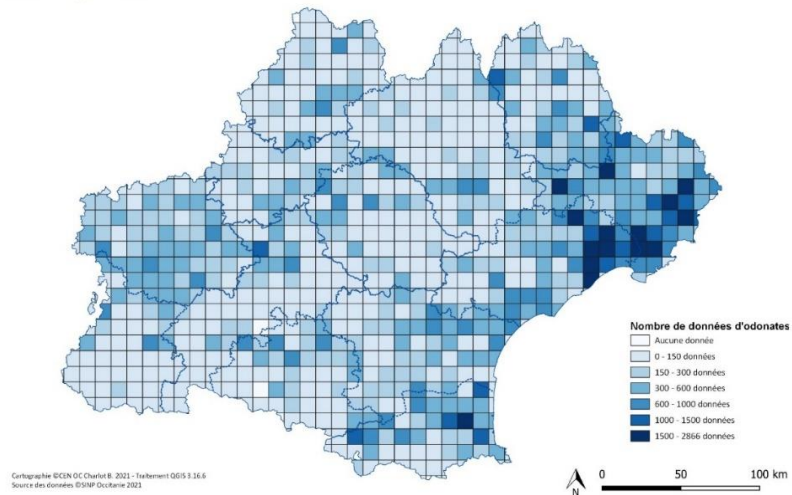 Nombre de données d'odonates
Aucune donnée
0 - 150 données
150 - 300 données
300 - 600 données
600 - 1000 données
1000 - 1500 données
1500 - 2866 données
Cartographie ©CEN OC Charlot B. 2021 - Traitement QGIS 3.16.6
Source des données ©SINP Occitanie 2021
N
0 50 100 km